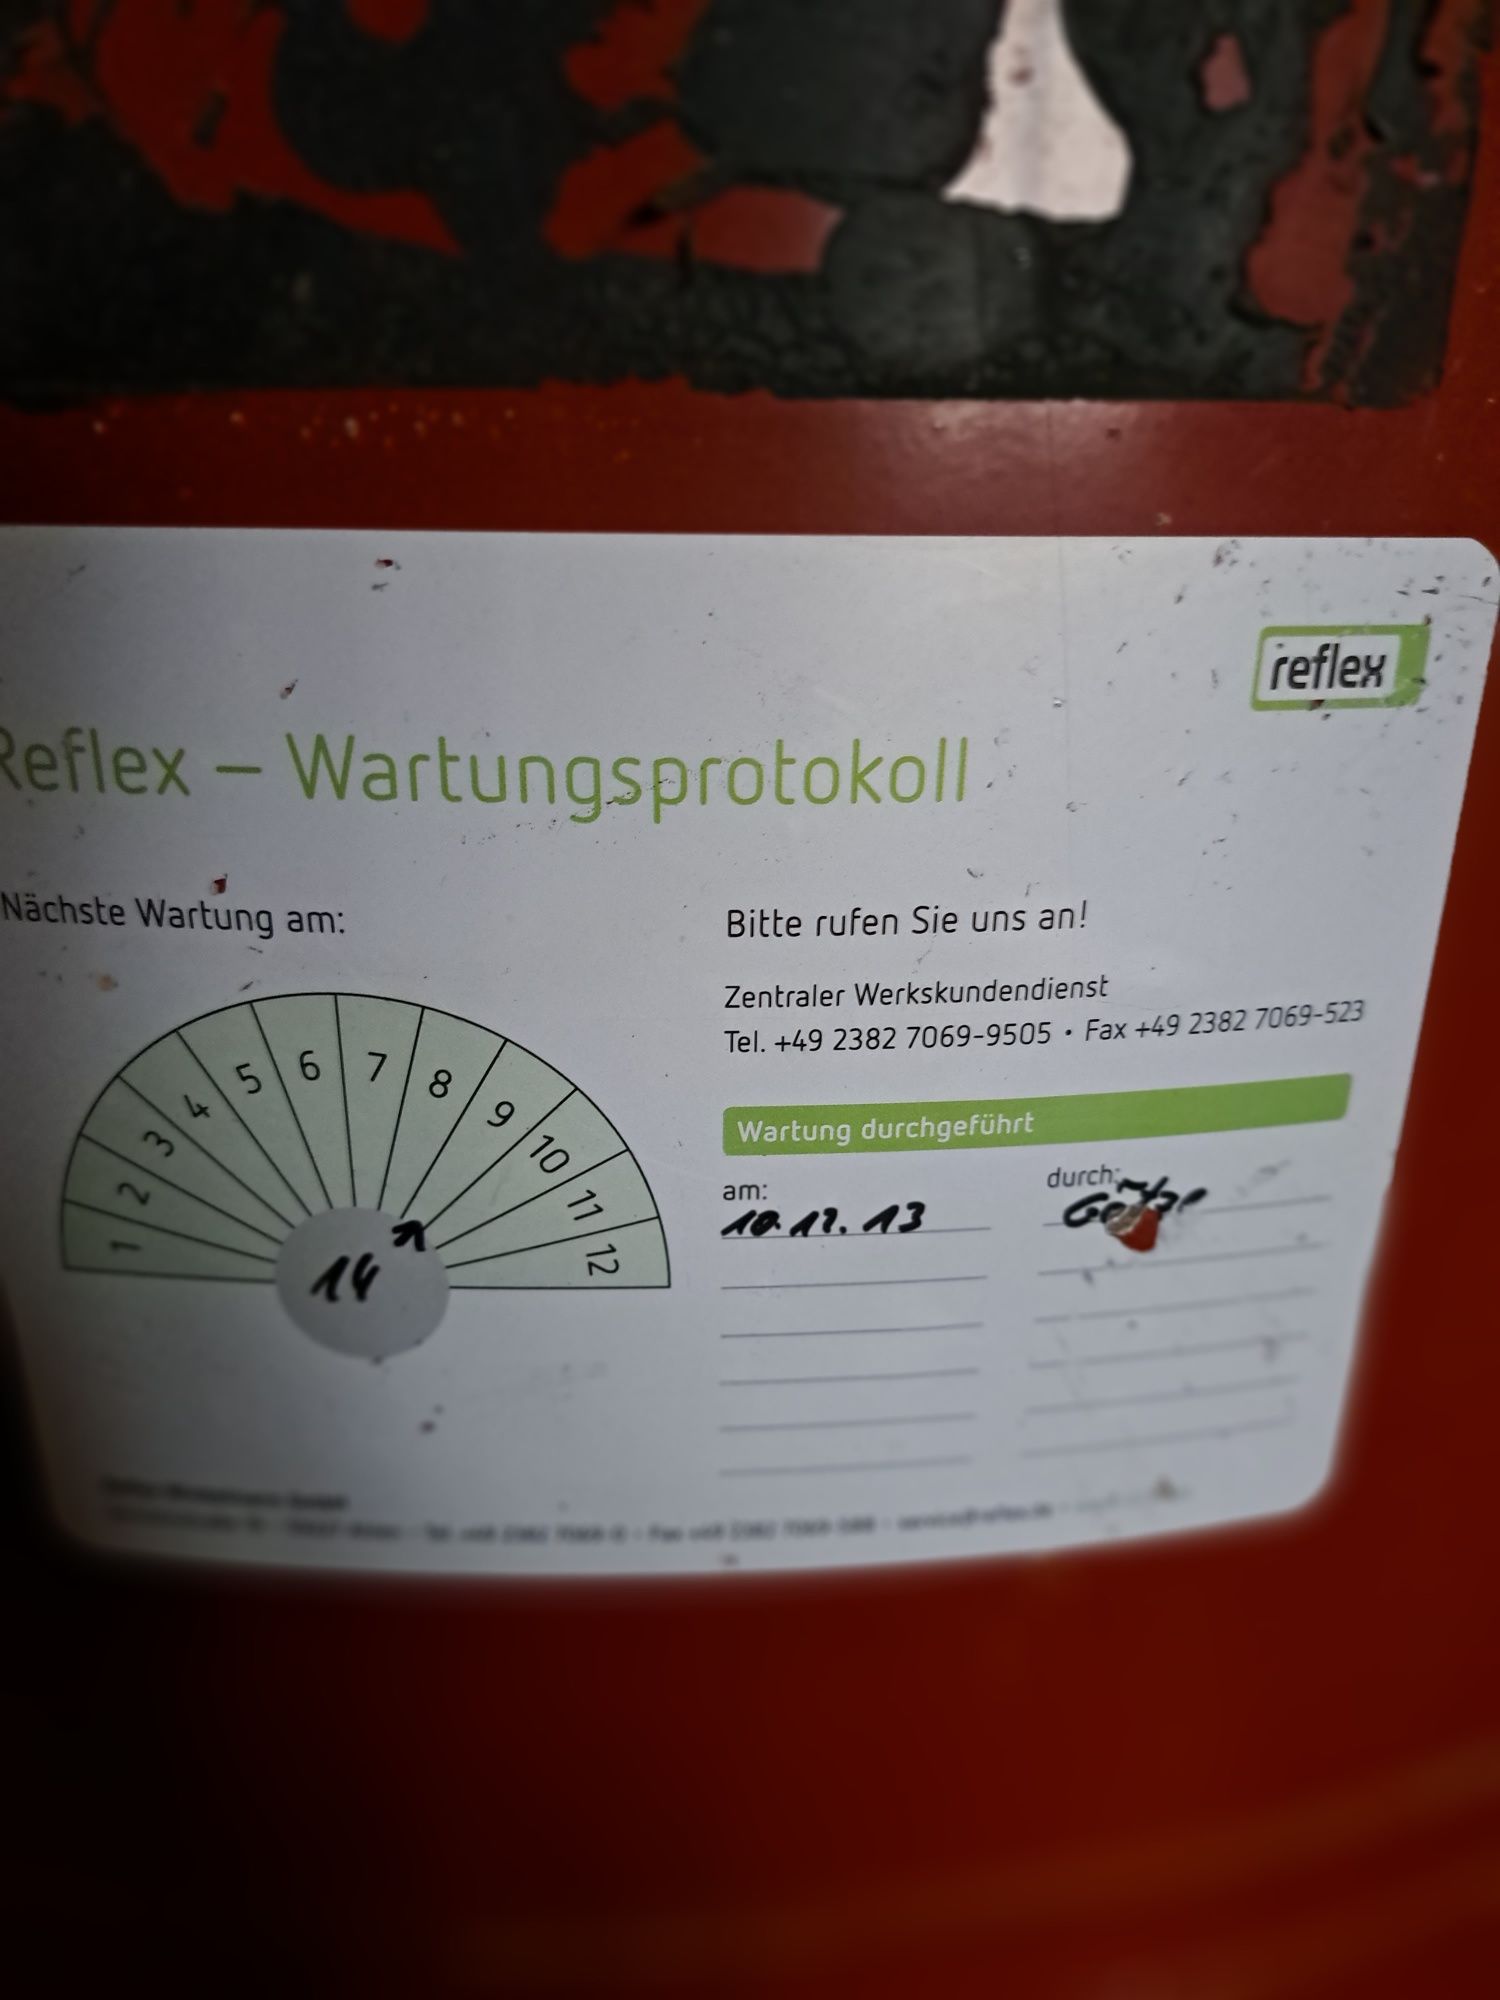 reflex
Reflex – Wartungsprotokoll
Nächste Wartung am:
1 2 3 4 5 6 7 8 9 10 11 12
14
Bitte rufen Sie uns an!
Zentraler Werkskundendienst
Tel. +49 2382 7069-9505 • Fax +49 2382 7069-523
Wartung durchgeführt
am: durch:
10.12.13